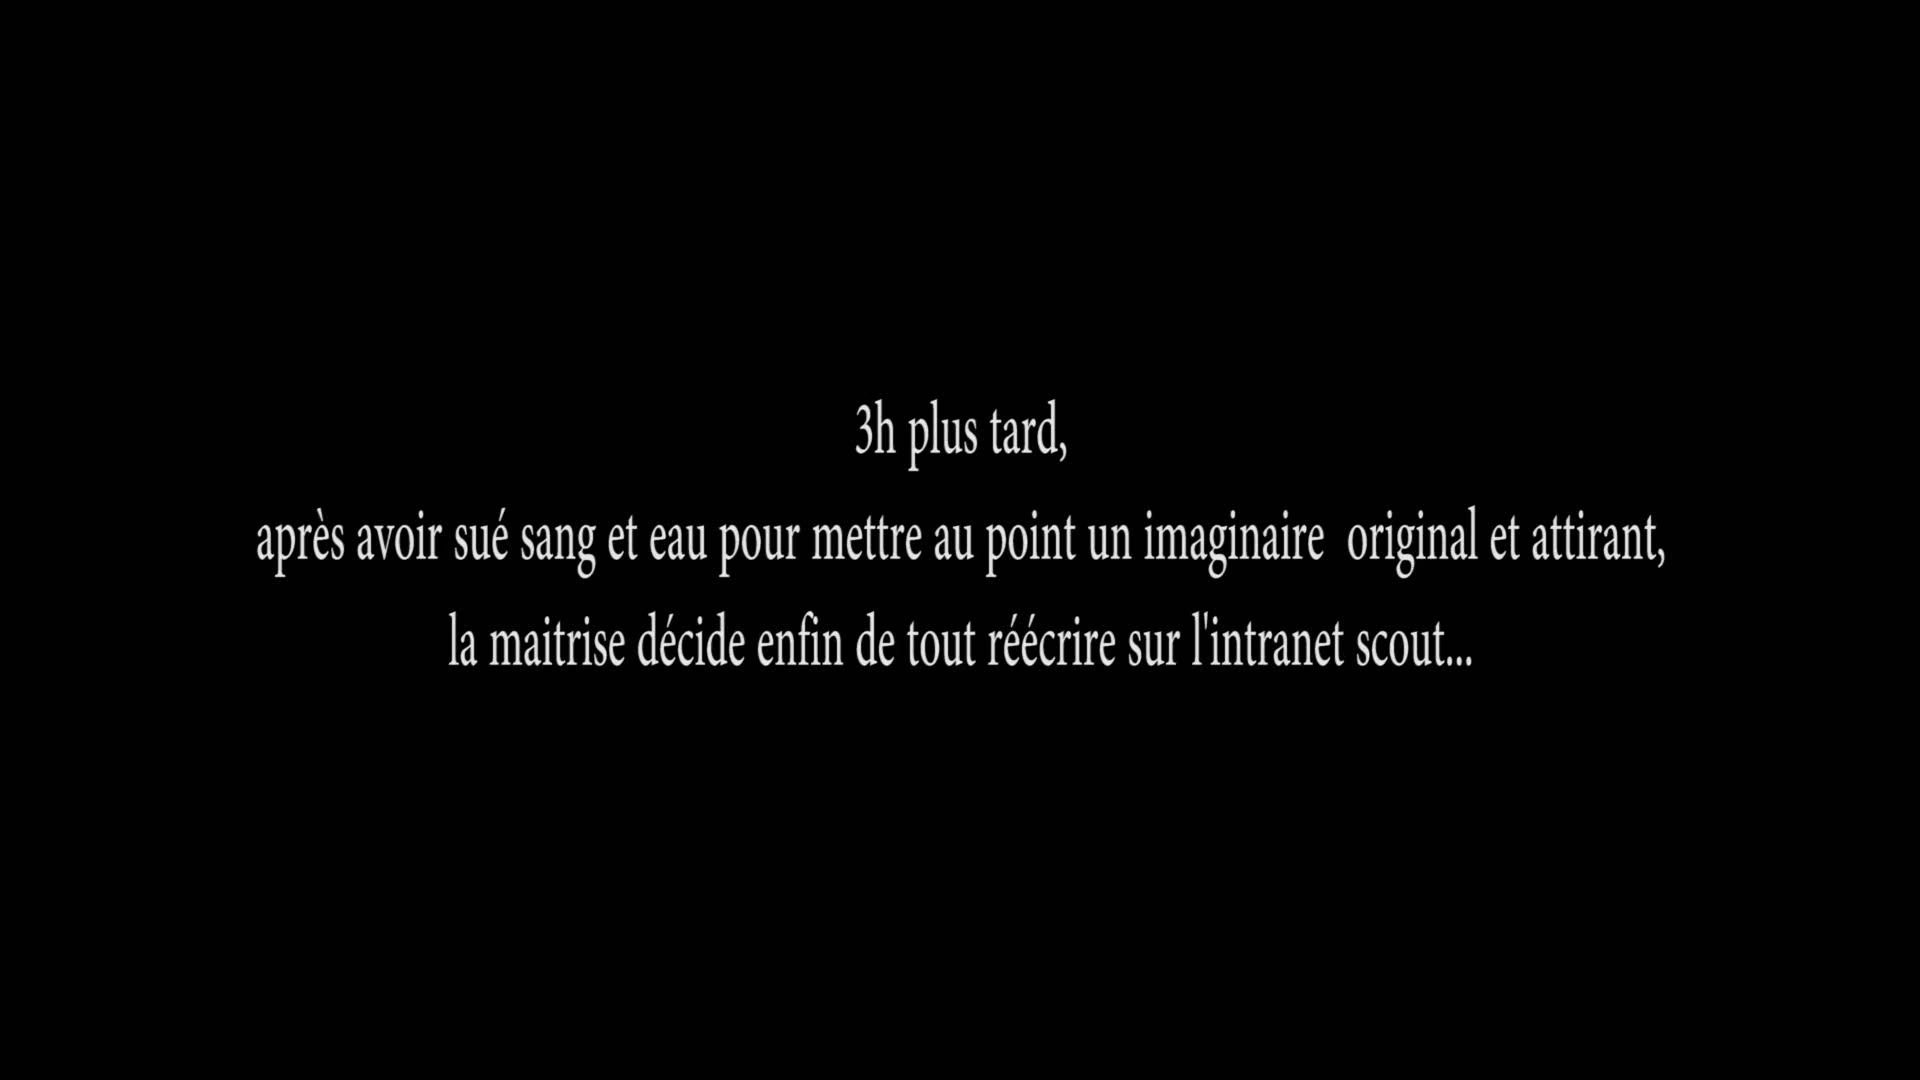 3h plus tard,
après avoir sué sang et eau pour mettre au point un imaginaire  original et attirant,
la maitrise décide enfin de tout réécrire sur l'intranet scout...